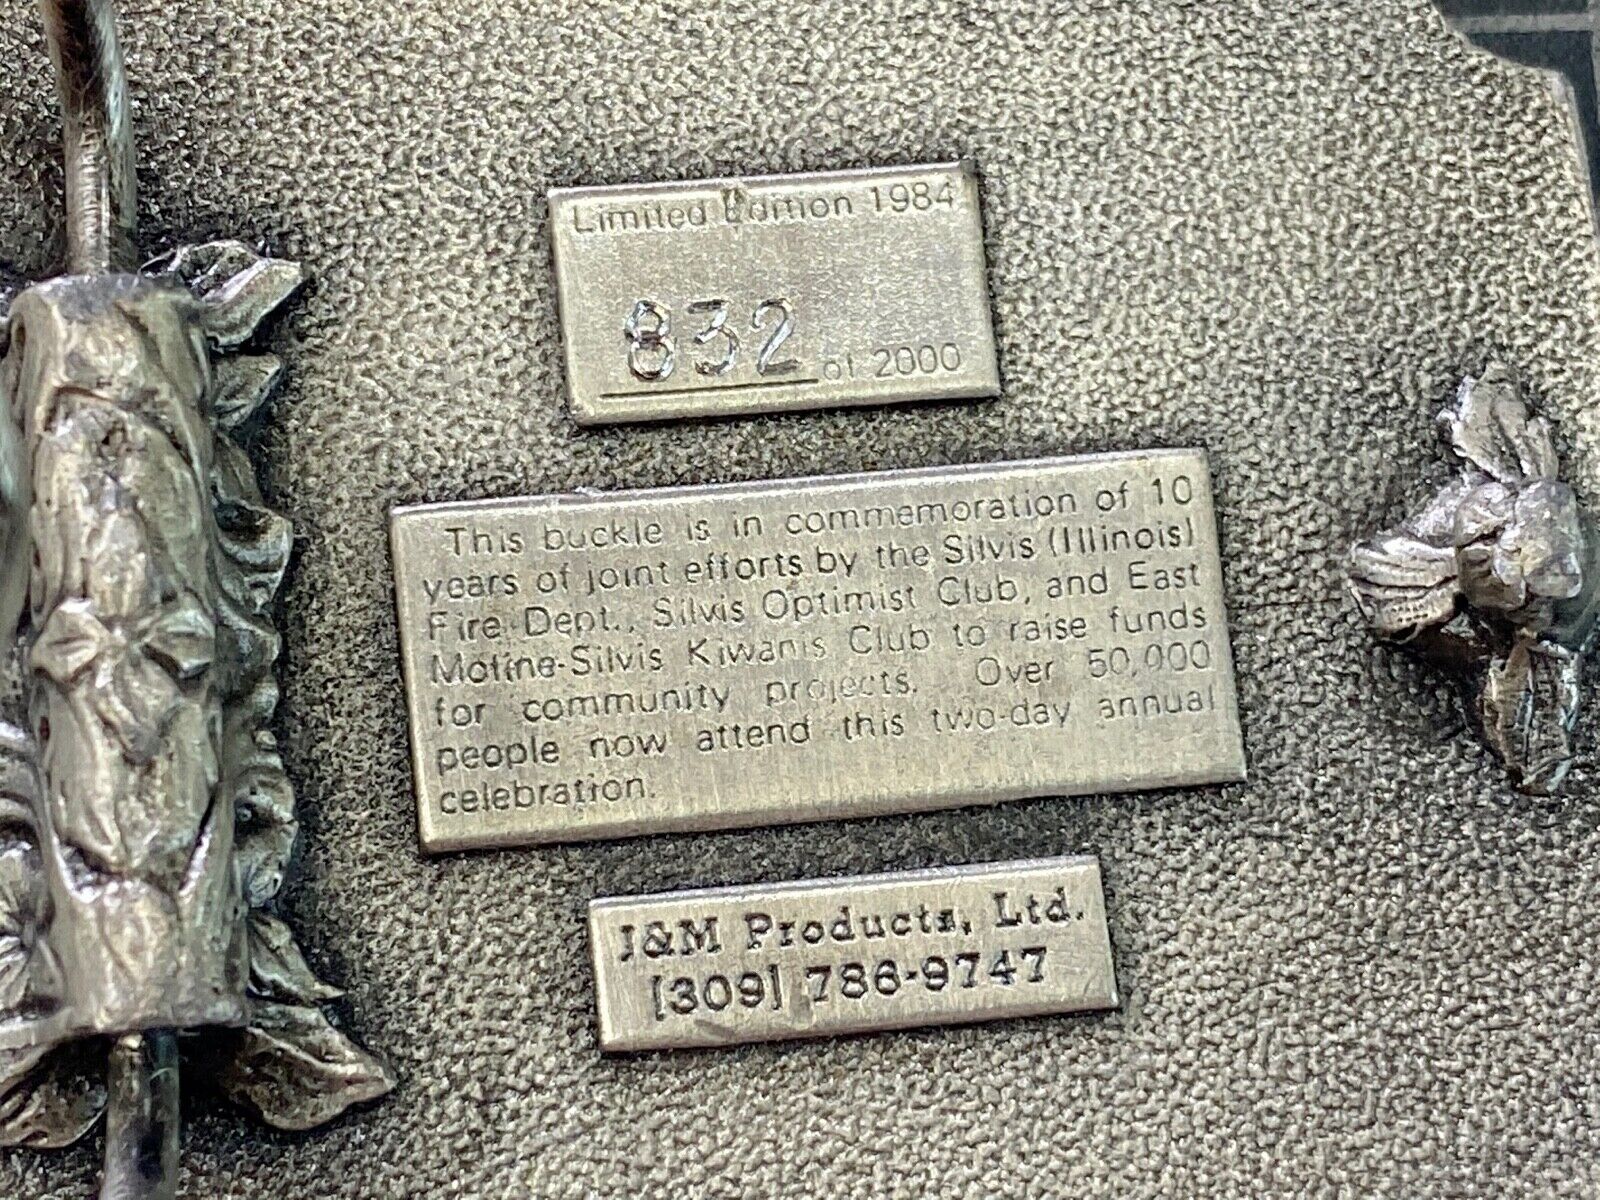 Limited Edition 1984
832 of 2000
This buckle is in commemoration of 10
years of joint efforts by the Silvis (Illinois)
Fire Dept., Silvis Optimist Club, and East
Moline-Silvis Kiwanis Club to raise funds
for community projects. Over 50,000
people now attend this two-day annual
celebration.
J&M Products, Ltd.
[309] 786-9747